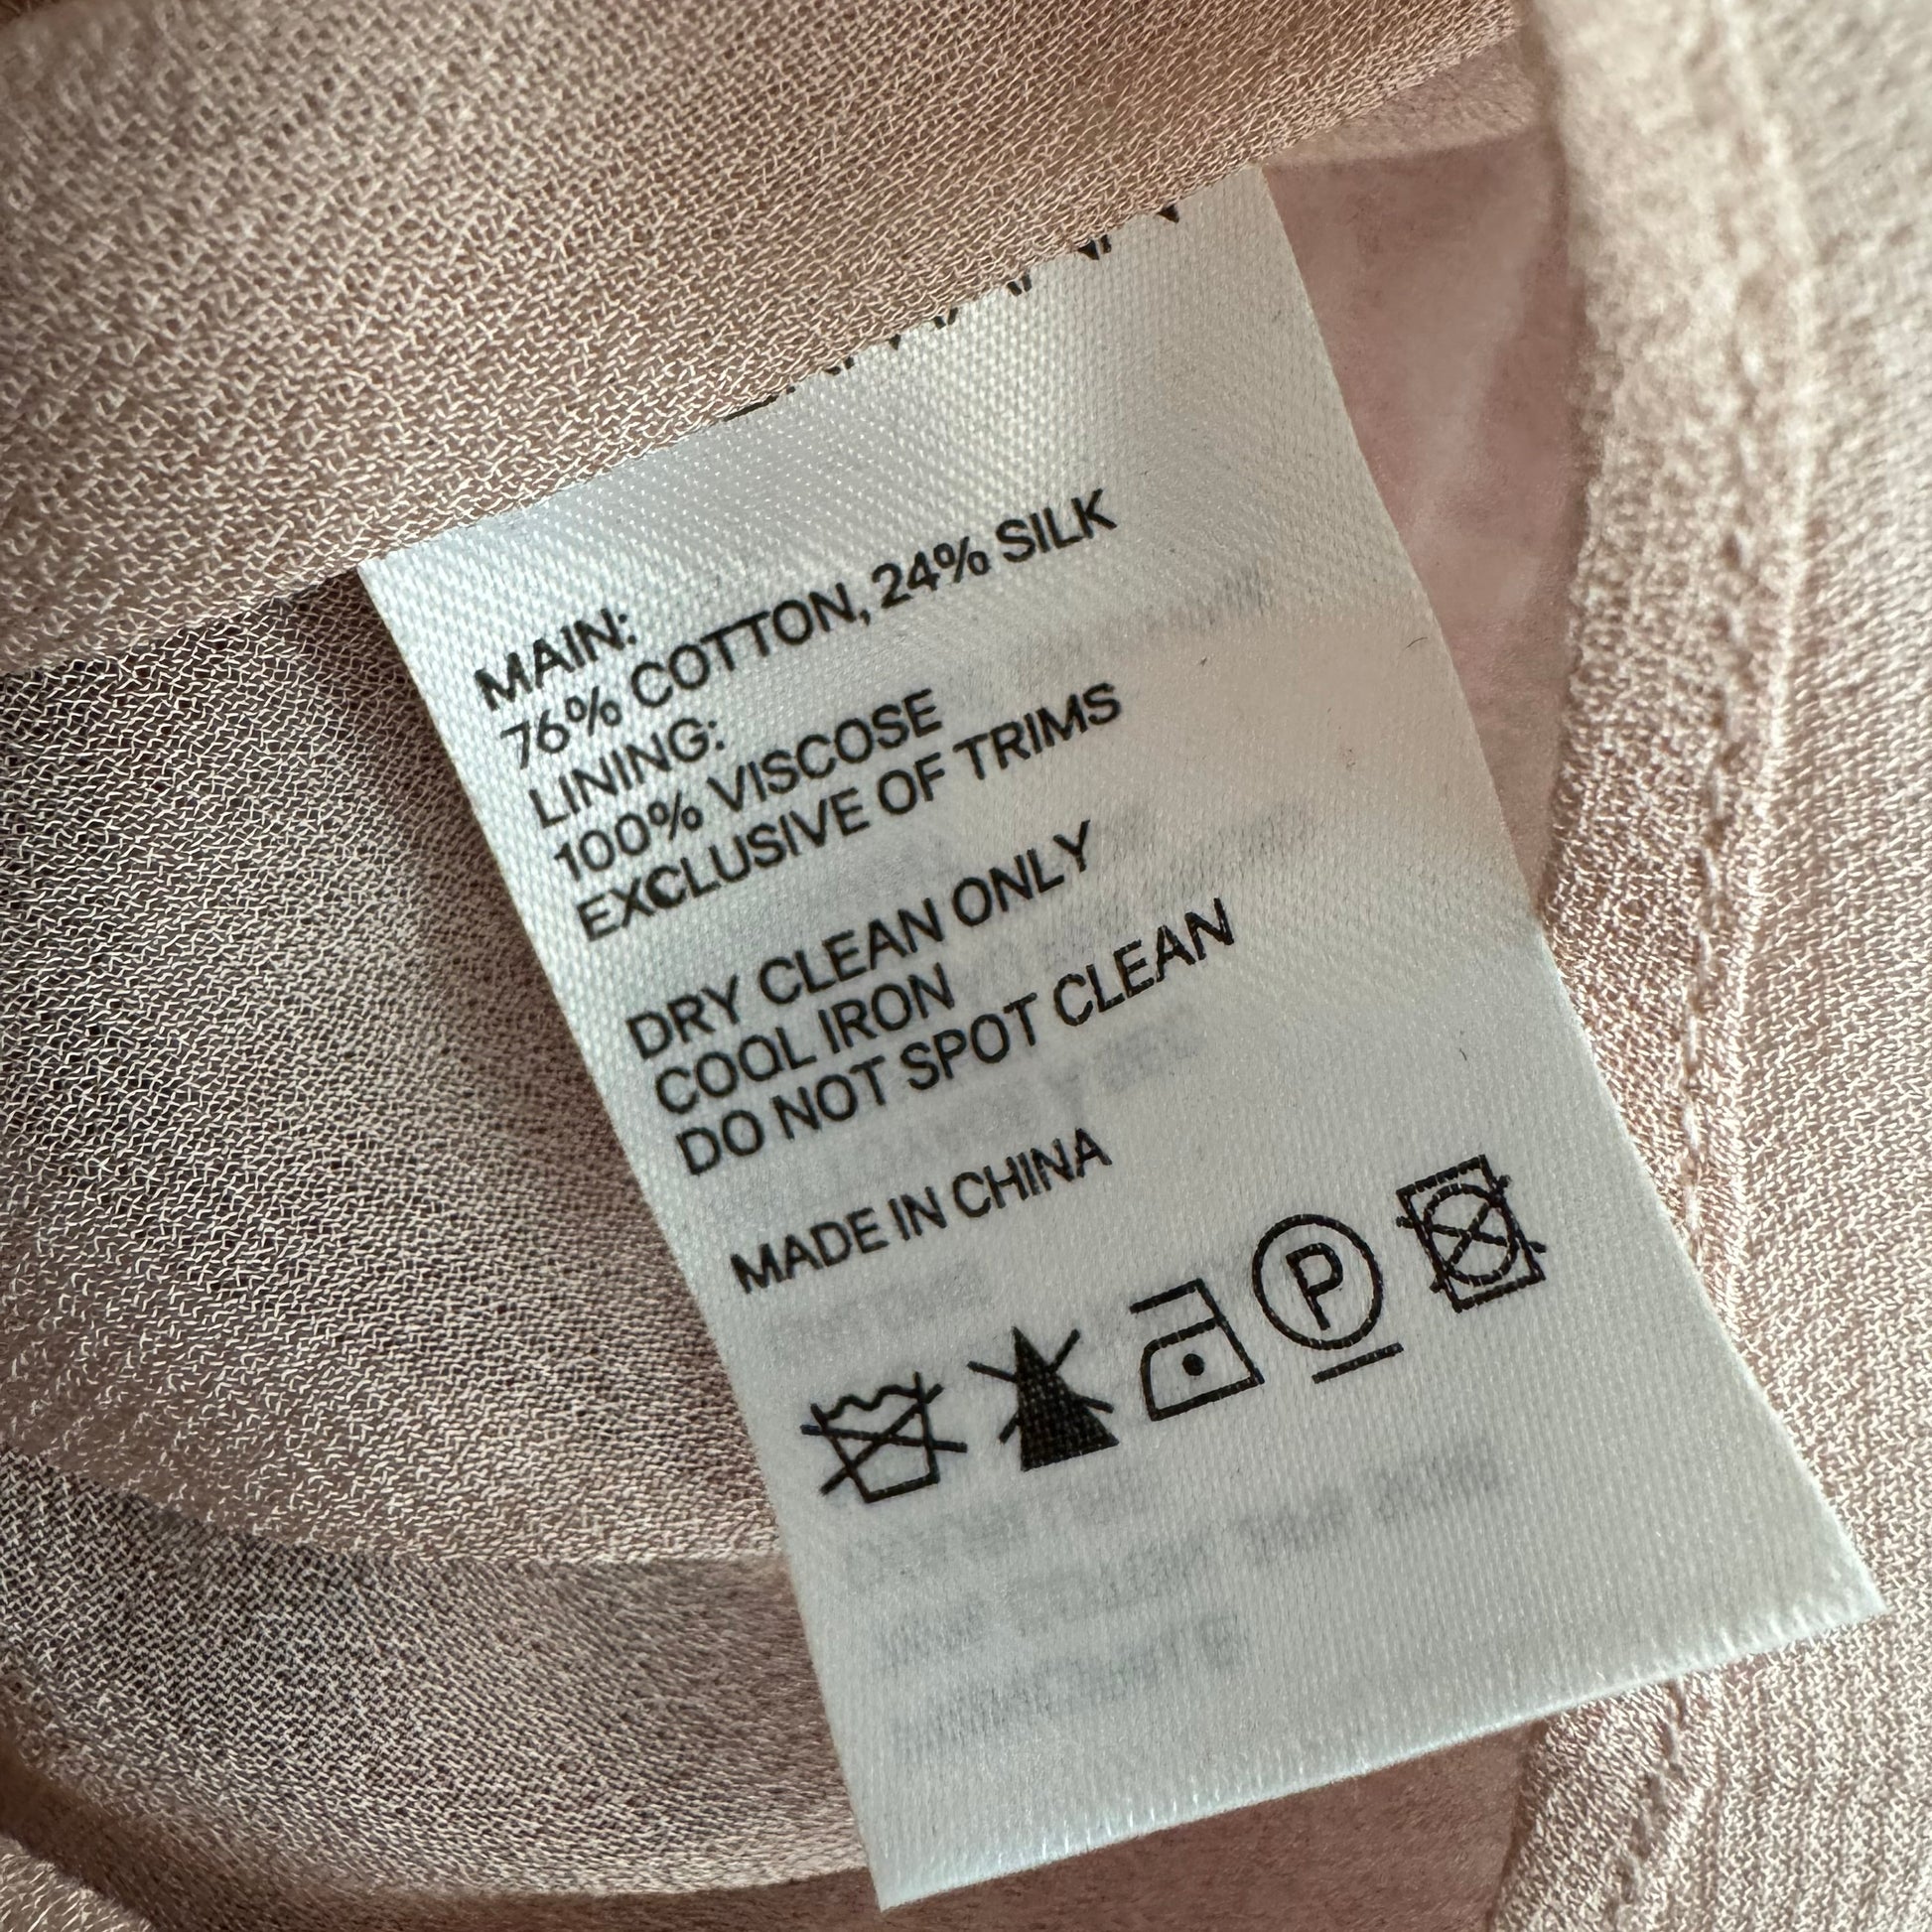 MAIN:
76% COTTON, 24% SILK
LINING:
100% VISCOSE
EXCLUSIVE OF TRIMS
DRY CLEAN ONLY
COOL IRON
DO NOT SPOT CLEAN
MADE IN CHINA
P